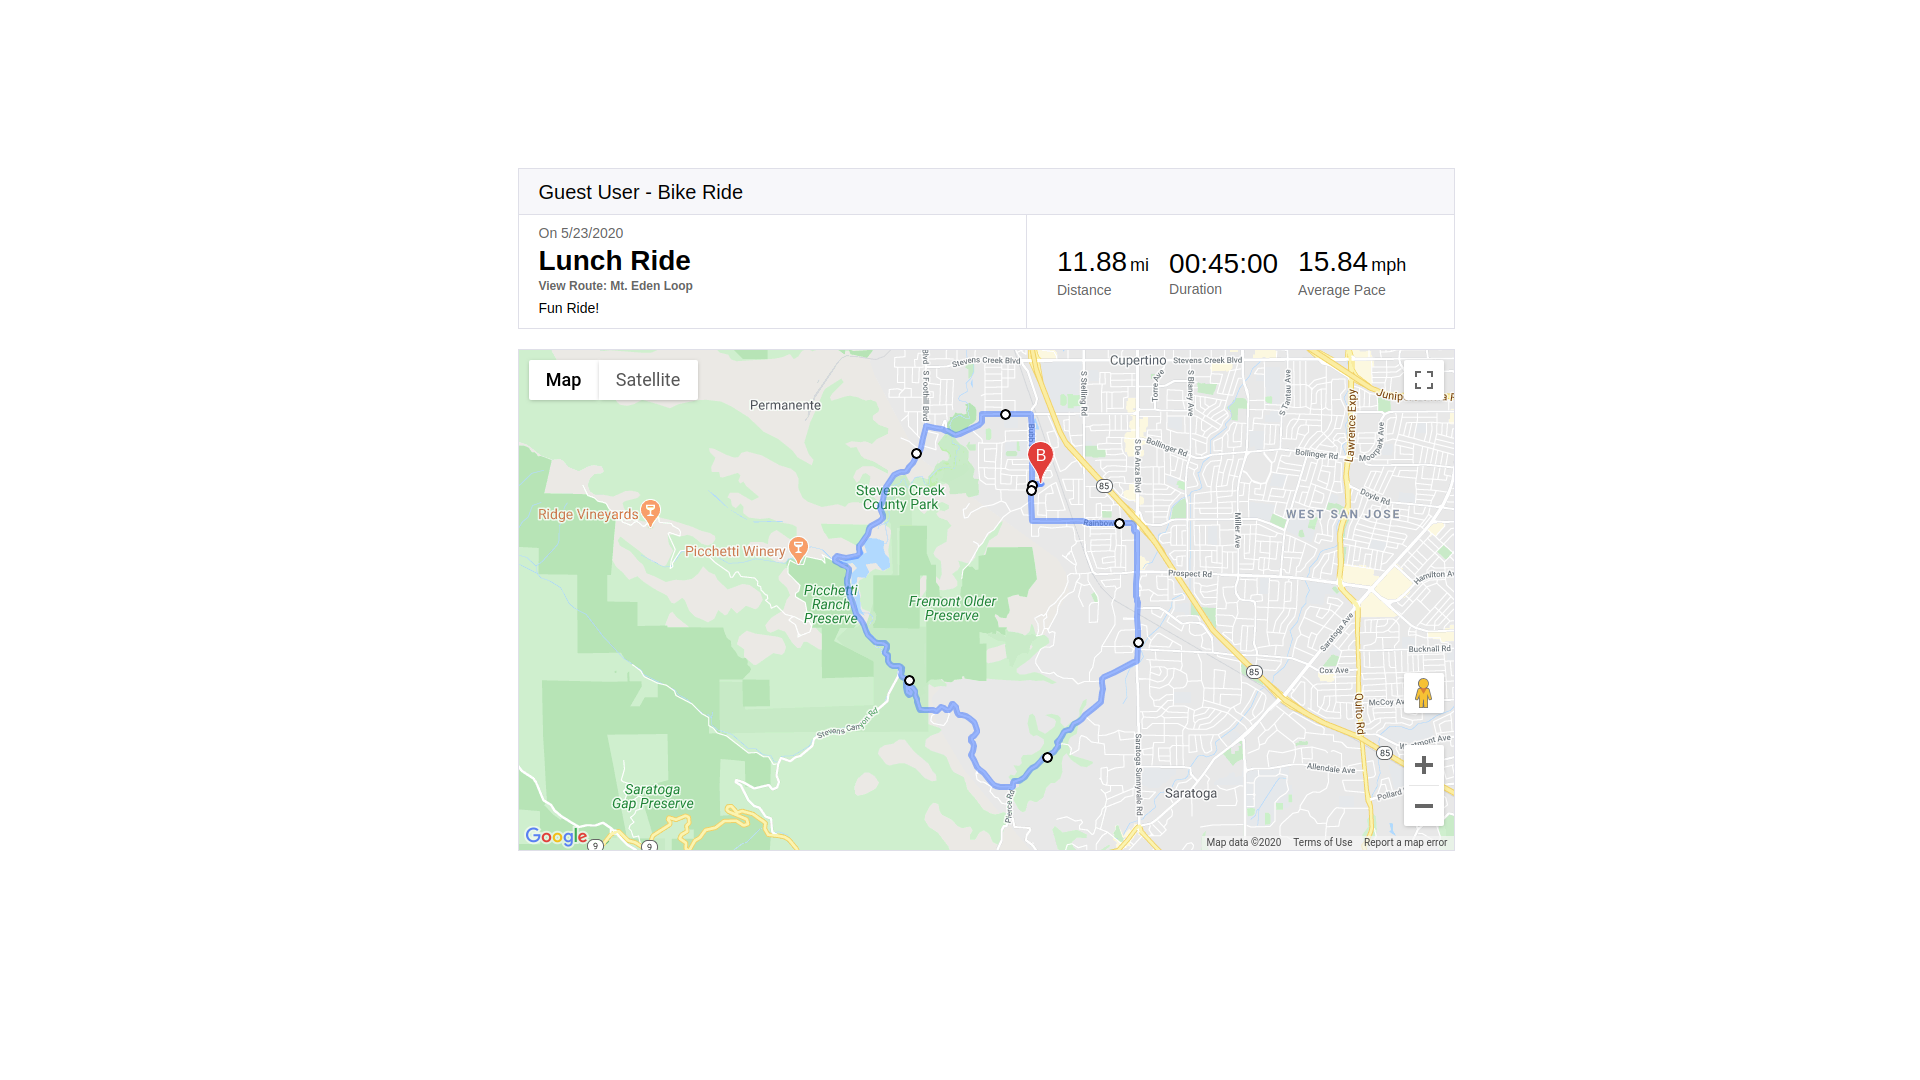 Guest User - Bike Ride
On 5/23/2020
Lunch Ride
View Route: Mt. Eden Loop
Fun Ride!
11.88 mi
Distance
00:45:00
Duration
15.84 mph
Average Pace
Map
Satellite
Stevens Creek Blvd
Cupertino
Stevens Creek Blvd
Permanente
S Foothill Blvd
Blvd
S Stelling Rd
Torre Ave
S Blaney Ave
S Tantau Ave
Lawrence Expy
Moorpark Ave
Bollinger Rd
Bollinger Rd
S De Anza Blvd
B
85
Stevens Creek
County Park
Doyle Rd
Ridge Vineyards
WEST SAN JOSE
Rainbow
Miller Ave
Picchetti Winery
Prospect Rd
Picchetti
Ranch
Preserve
Fremont Older
Preserve
Saratoga Ave
Bucknall Rd
Cox Ave
85
Quito Rd
McCoy Av
Stevens Canyon Rd
85
Saratoga Sunnyvale Rd
Allendale Ave
Saratoga
Gap Preserve
Pierce Rd
Saratoga
Pollard
Google
9
9
Map data ©2020
Terms of Use
Report a map error